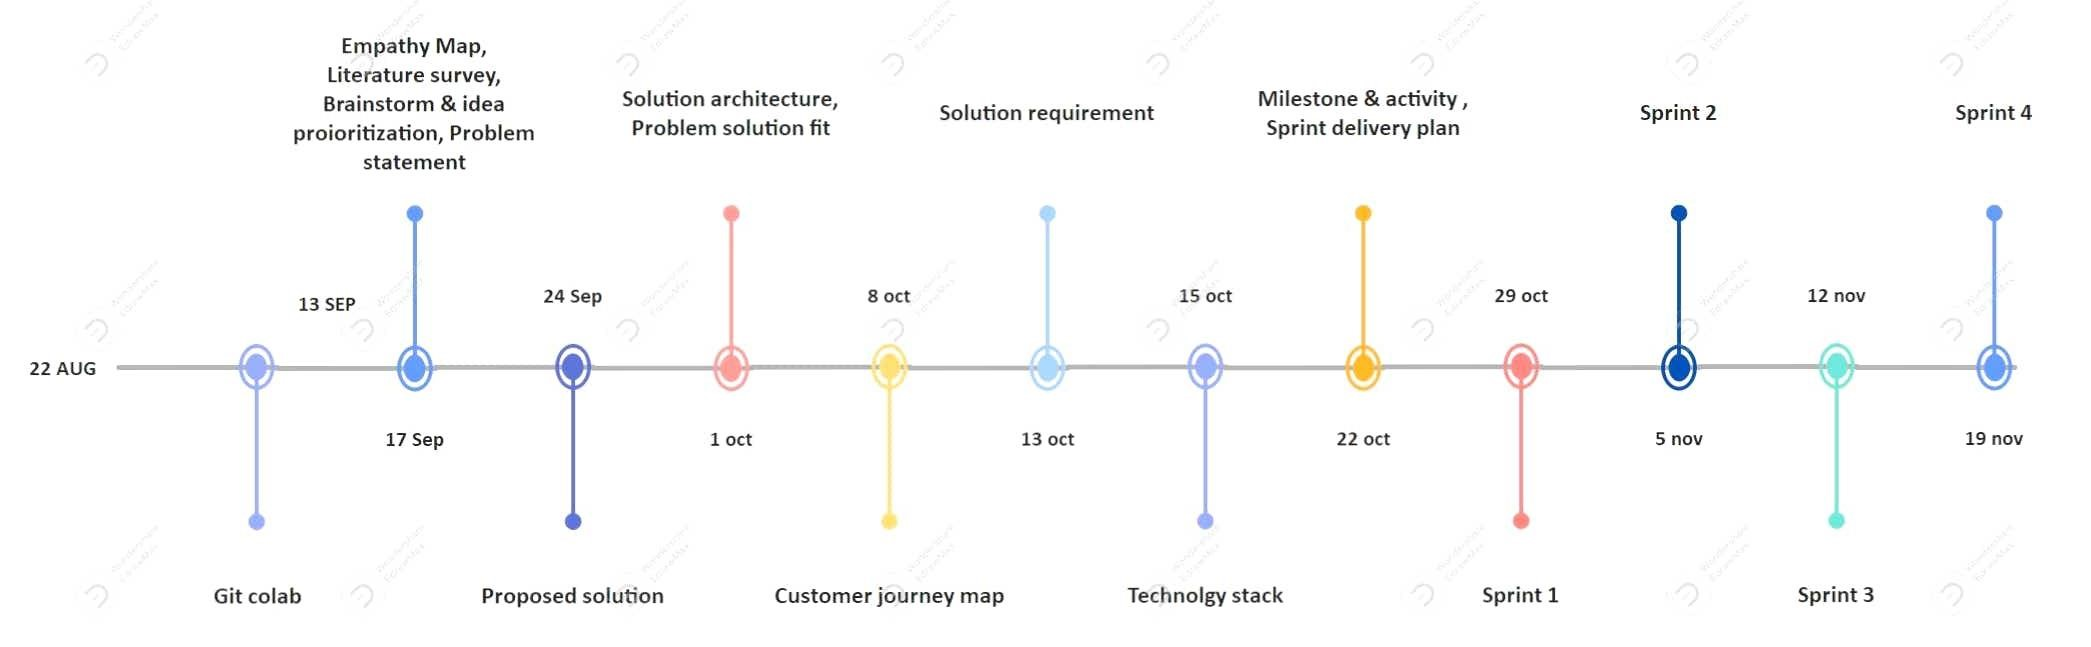 Empathy Map,
Literature survey,
Brainstorm & idea
proioritization, Problem
statement
Solution architecture,
Problem solution fit
Solution requirement
Milestone & activity ,
Sprint delivery plan
Sprint 2
Sprint 4
13 SEP
24 Sep
8 oct
15 oct
29 oct
12 nov
22 AUG
17 Sep
1 oct
13 oct
22 oct
5 nov
19 nov
Git colab
Proposed solution
Customer journey map
Technolgy stack
Sprint 1
Sprint 3
Wondershare
EdrawMax